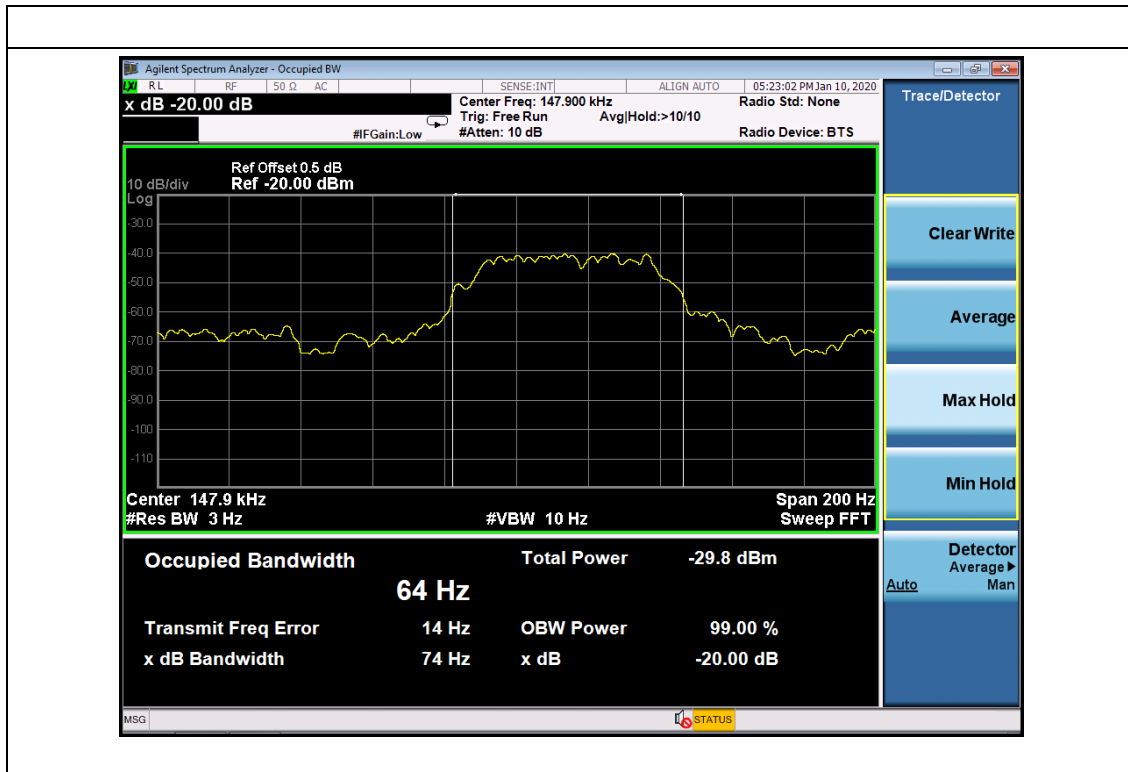 Agilent Spectrum Analyzer - Occupied BW
LXI RL RF 50 Ω AC SENSE:INT ALIGN AUTO 05:23:02 PM Jan 10, 2020
x dB -20.00 dB
Center Freq: 147.900 kHz
Radio Std: None
Trig: Free Run Avg|Hold:>10/10
#IFGain:Low #Atten: 10 dB Radio Device: BTS
Trace/Detector
Ref Offset 0.5 dB
10 dB/div Ref -20.00 dBm
Log
-30.0
-40.0
-50.0
-60.0
-70.0
-80.0
-90.0
-100
-110
Center 147.9 kHz Span 200 Hz
#Res BW 3 Hz #VBW 10 Hz Sweep FFT
Clear Write
Average
Max Hold
Min Hold
Detector
Average
Auto Man
Occupied Bandwidth Total Power -29.8 dBm
64 Hz
Transmit Freq Error 14 Hz OBW Power 99.00 %
x dB Bandwidth 74 Hz x dB -20.00 dB
MSG STATUS